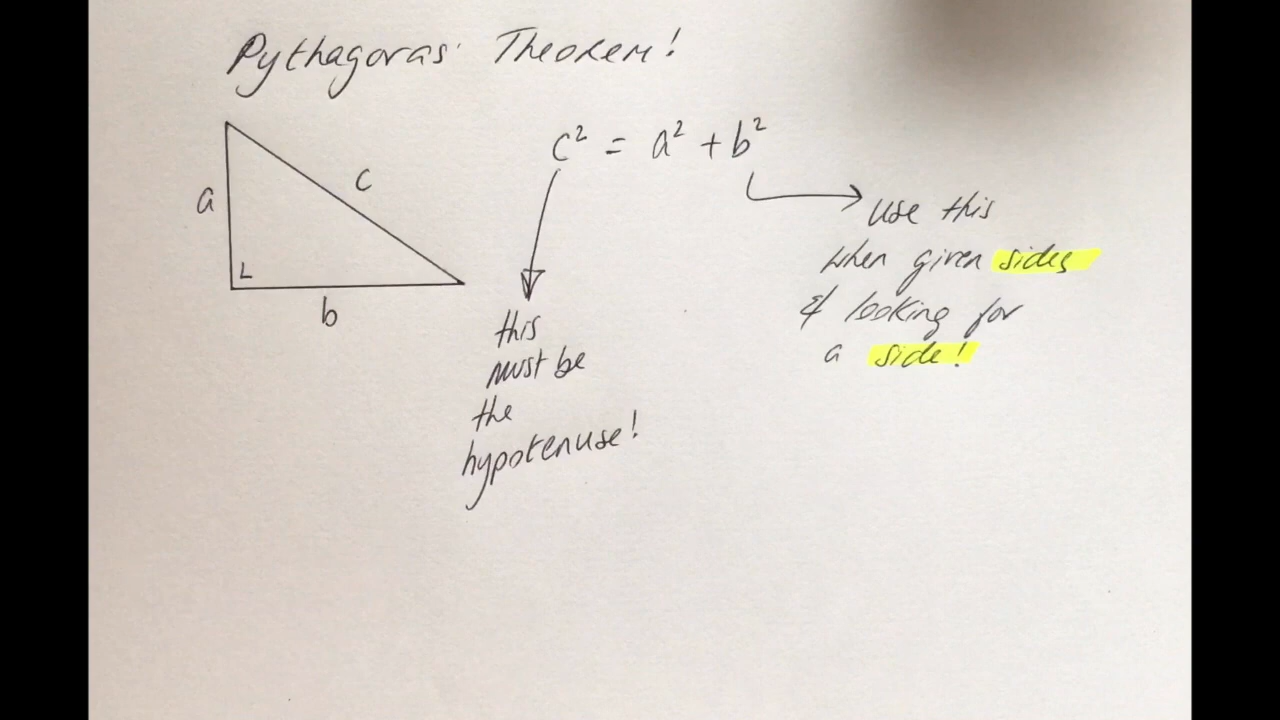 Pythagoras' Theorem!
a
c
b
c² = a² + b²
this
must be
the
hypotenuse!
use this
when given sides
& looking for
a side!